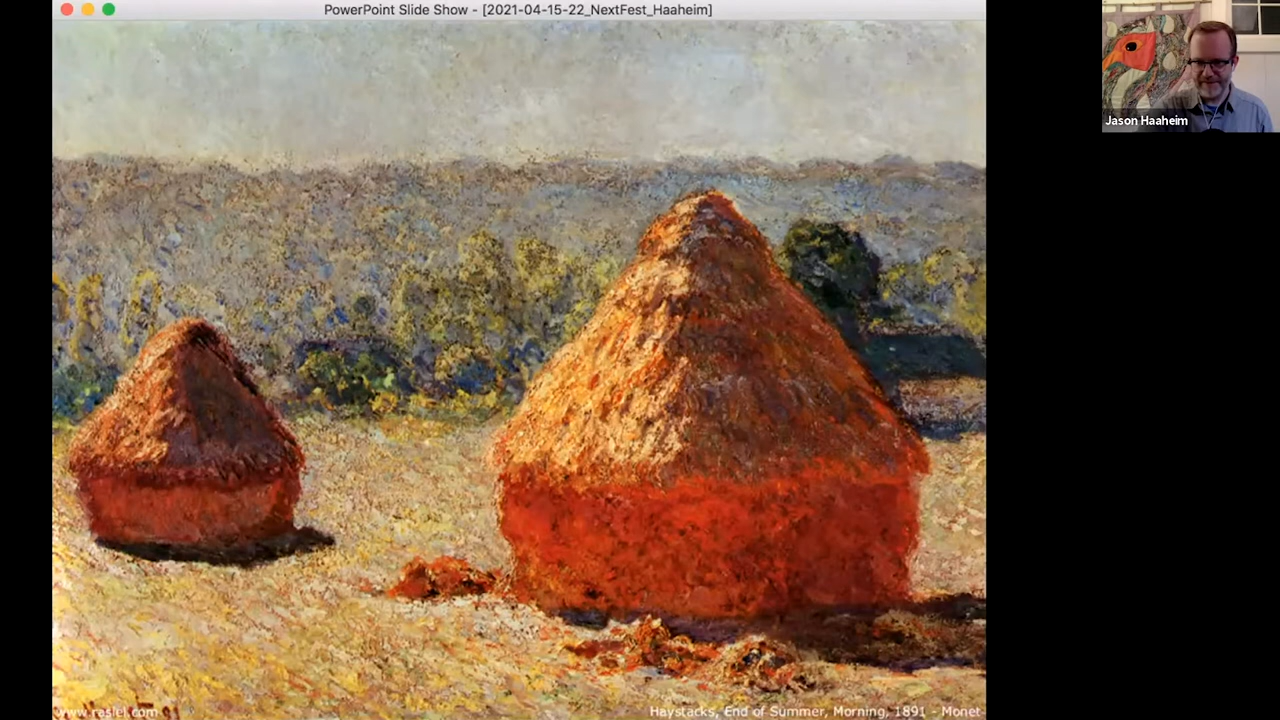 PowerPoint Slide Show - [2021-04-15-22_NextFest_Haaheim]
Jason Haaheim
www.rasiel.com
Haystacks, End of Summer, Morning, 1891 - Monet